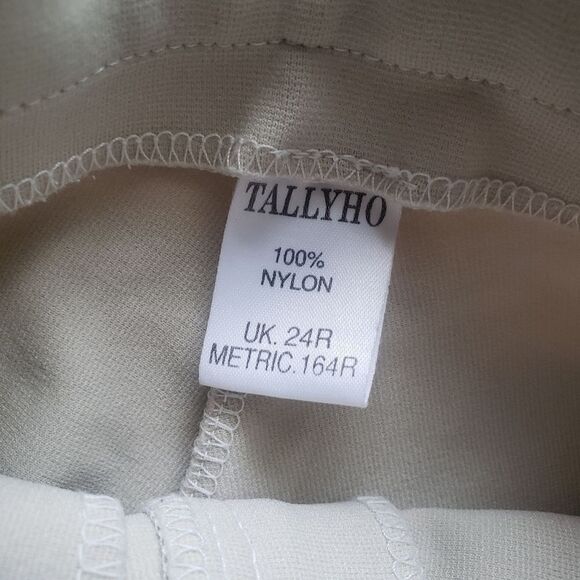 TALLYHO
100%
NYLON
UK. 24R
METRIC.164R